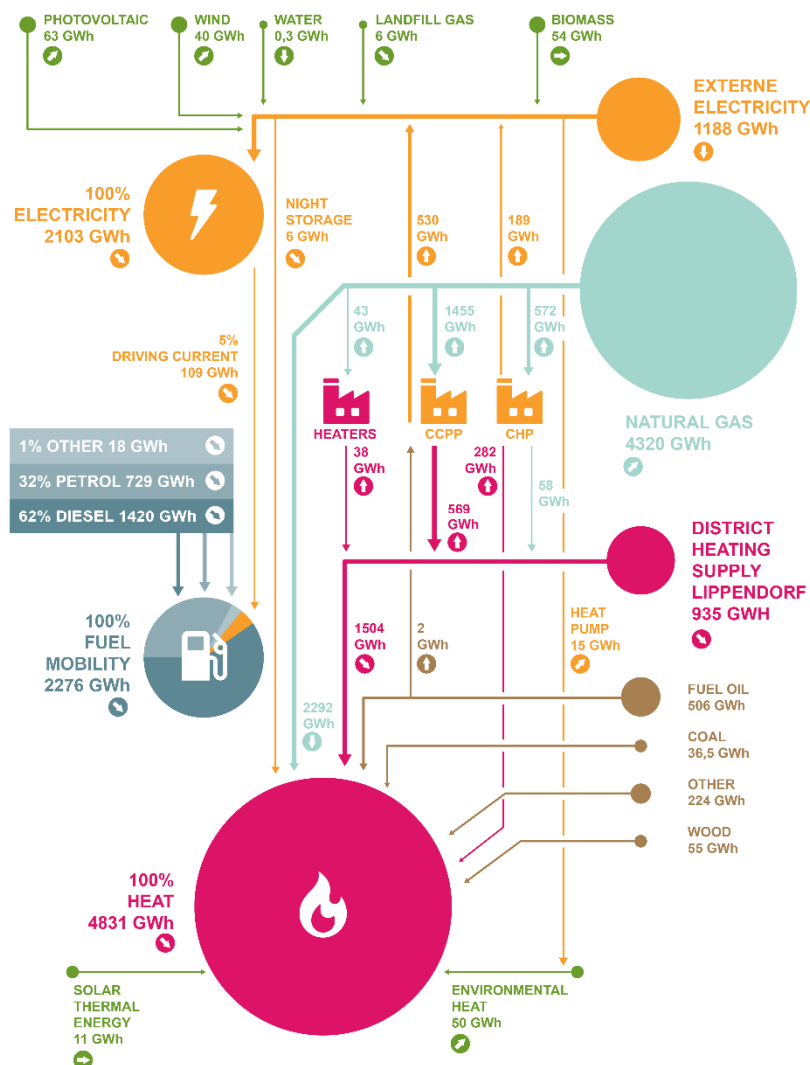 PHOTOVOLTAIC
63 GWh
WIND
40 GWh
WATER
0,3 GWh
LANDFILL GAS
6 GWh
BIOMASS
54 GWh
EXTERNE
ELECTRICITY
1188 GWh
100%
ELECTRICITY
2103 GWh
NIGHT
STORAGE
6 GWh
530
GWh
189
GWh
43
GWh
1455
GWh
572
GWh
5%
DRIVING CURRENT
109 GWh
NATURAL GAS
4320 GWh
HEATERS
CCPP
CHP
1% OTHER 18 GWh
32% PETROL 729 GWh
62% DIESEL 1420 GWh
38
GWh
282
GWh
58
GWh
569
GWh
DISTRICT
HEATING
SUPPLY
LIPPENDORF
935 GWH
100%
FUEL
MOBILITY
2276 GWh
1504
GWh
2
GWh
HEAT
PUMP
15 GWh
2292
GWh
FUEL OIL
506 GWh
COAL
36,5 GWh
OTHER
224 GWh
WOOD
55 GWh
100%
HEAT
4831 GWh
SOLAR
THERMAL
ENERGY
11 GWh
ENVIRONMENTAL
HEAT
50 GWh